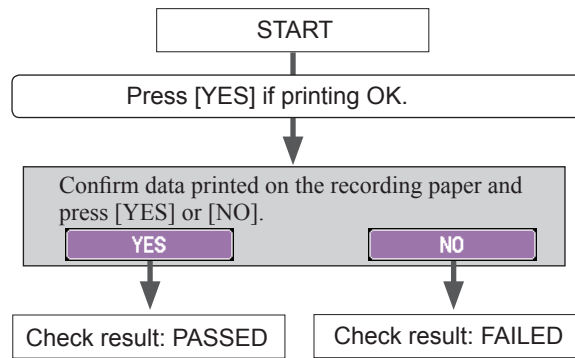 START
Press [YES] if printing OK.
Confirm data printed on the recording paper and
press [YES] or [NO].
YES
NO
Check result: PASSED
Check result: FAILED